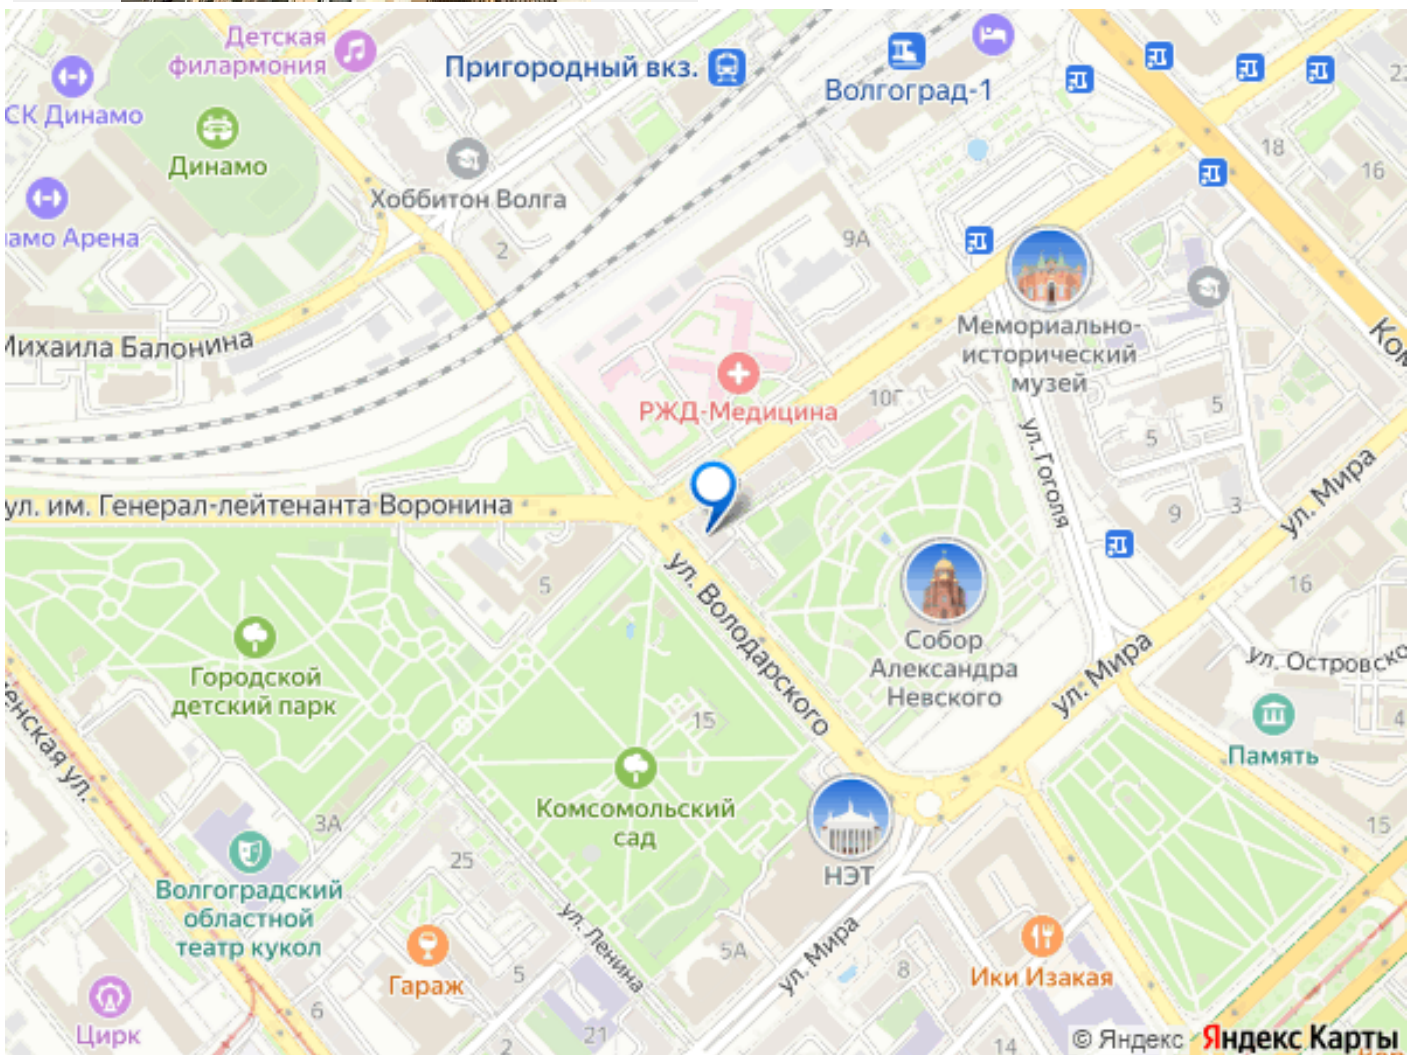 Детская
филармония
Пригородный вкз.
Волгоград-1
СК Динамо
Динамо
22
18
16
Хоббитон Волга
2
9А
амо Арена
Михаила Балонина
Мемориально-
исторический
музей
Ком
РЖД-Медицина
10Г
5
5
ул. Гоголя
ул. Мира
ул. им. Генерал-лейтенанта Воронина
9
3
5
ул. Володарского
16
Собор
Александра
Невского
ул. Мира
ул. Островско
Городской
детский парк
15
4
Память
енская ул.
Комсомольский
сад
3А
НЭТ
15
25
Волгоградский
областной
театр кукол
ул. Ленина
5А
ул. Мира
Гараж
5
8
Ики Изакая
6
Цирк
2
21
14
© Яндекс Яндекс Карты